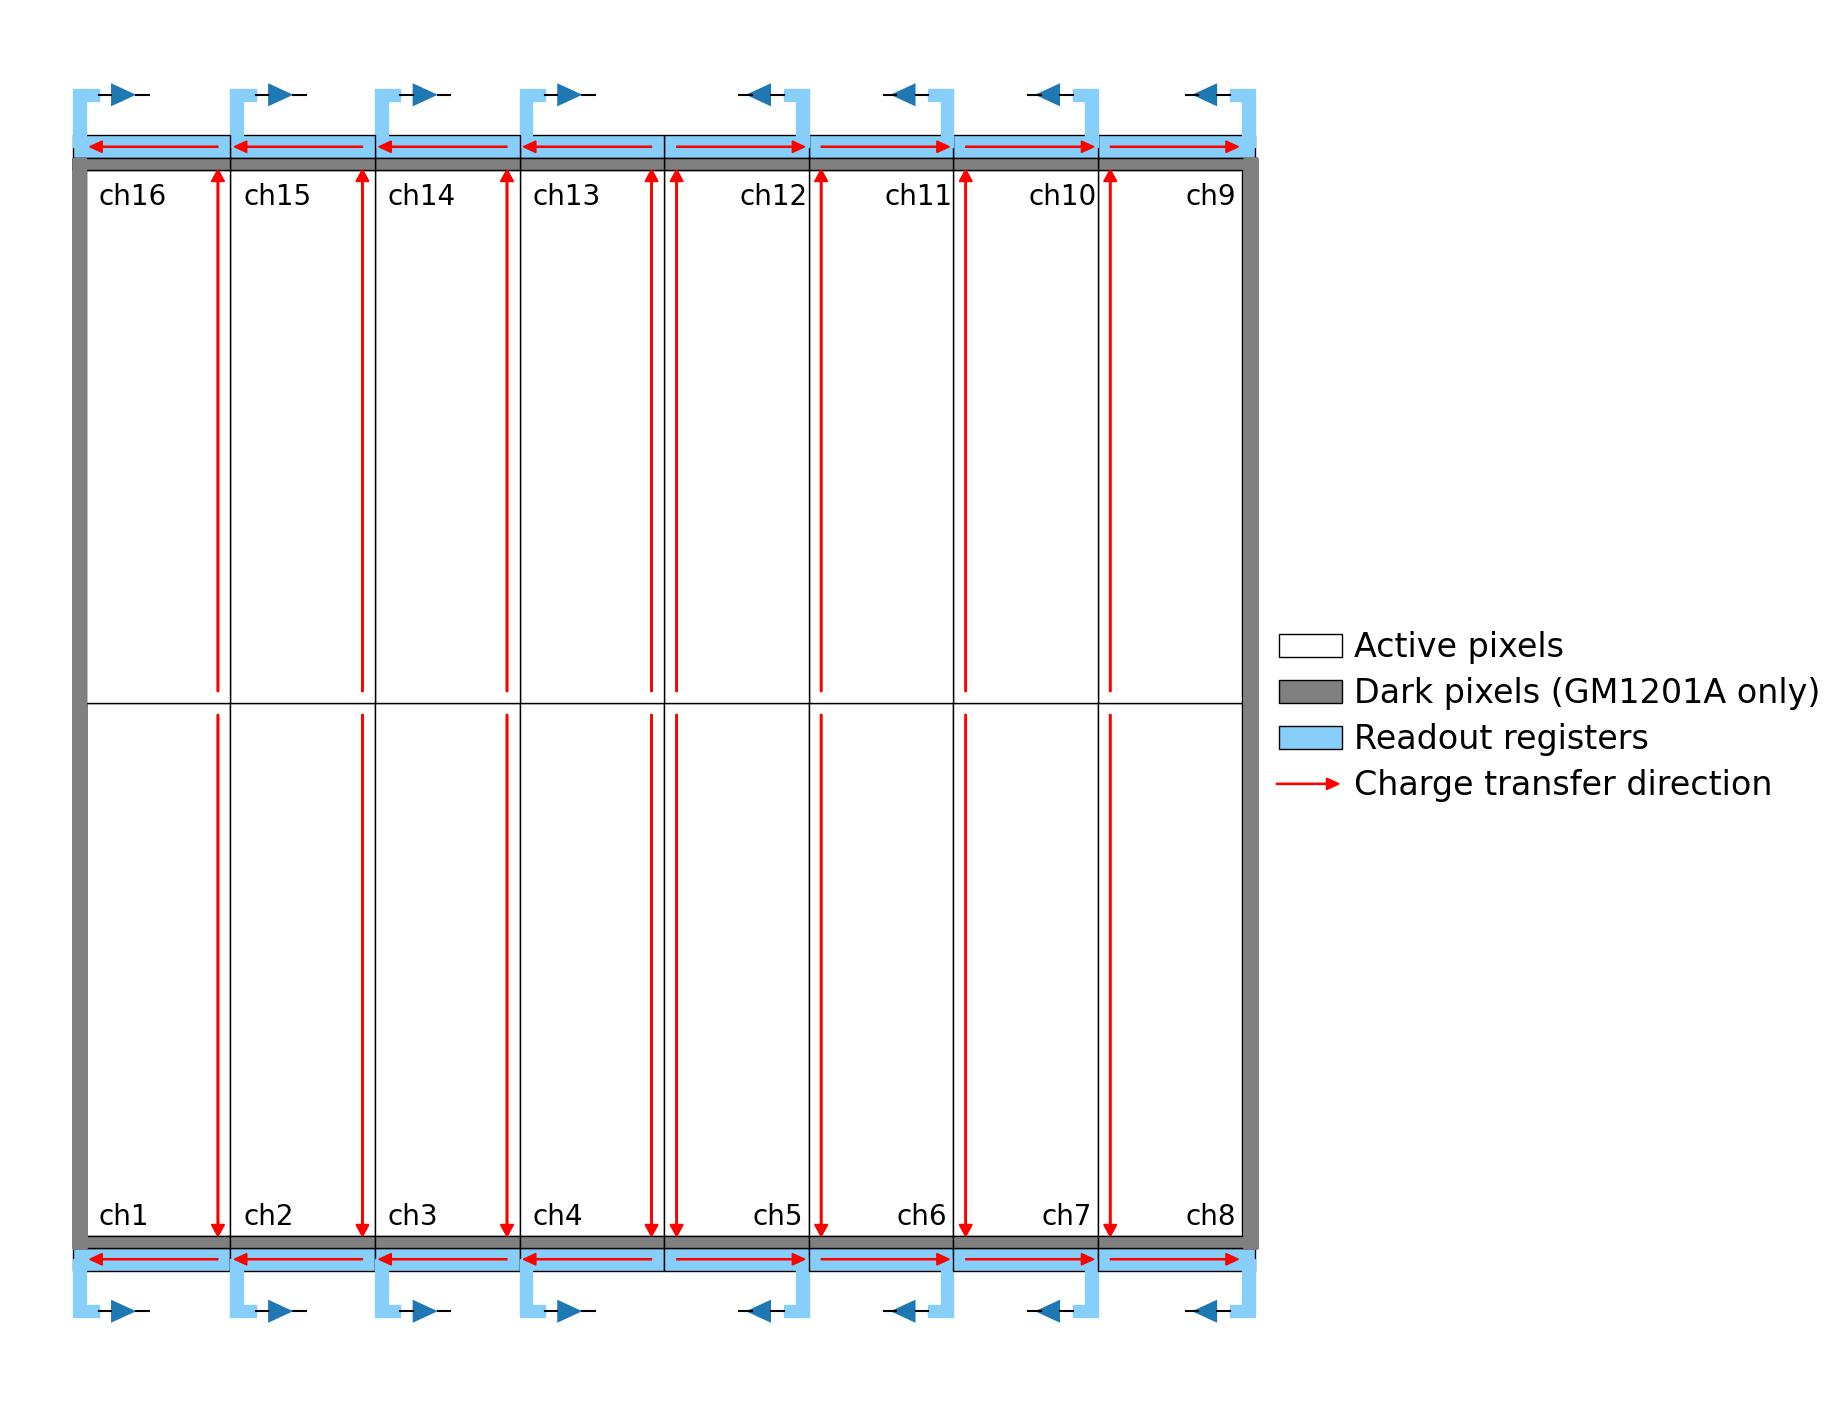 ch16 ch15 ch14 ch13 ch12 ch11 ch10 ch9
Active pixels
Dark pixels (GM1201A only)
Readout registers
Charge transfer direction
ch1 ch2 ch3 ch4 ch5 ch6 ch7 ch8